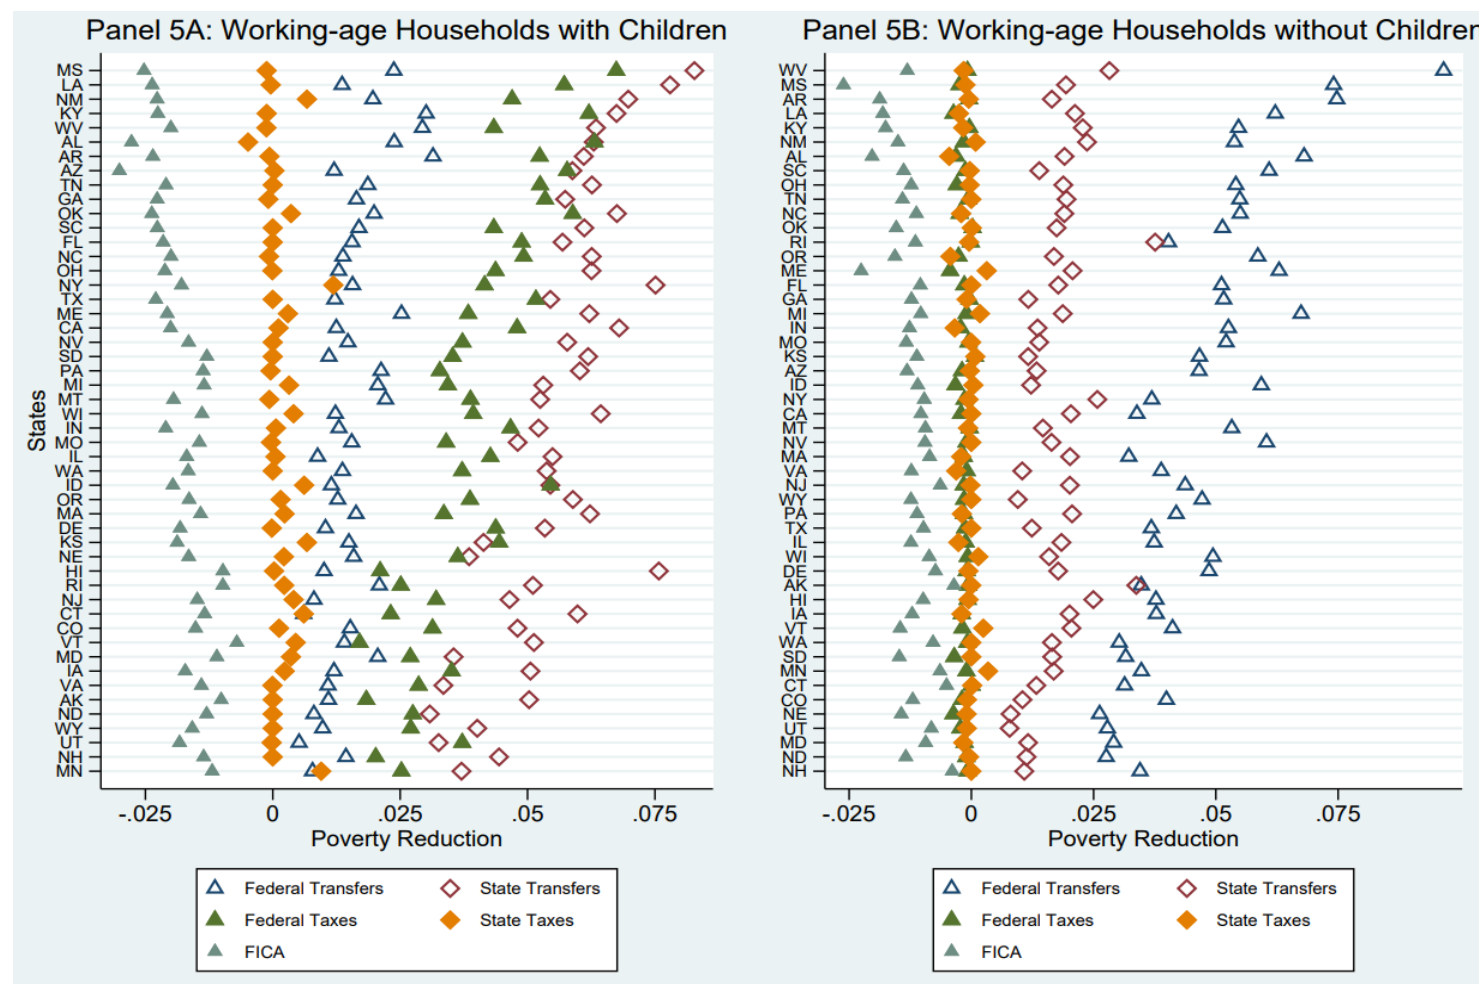 Panel 5A: Working-age Households with Children
MS
LA
NM
KY
WV
AL
AR
AZ
TN
GA
OK
SC
FL
NC
OH
NY
TX
ME
CA
NV
SD
PA
MI
MT
WI
IN
MO
IL
WA
ID
OR
MA
DE
KS
NE
HI
RI
NJ
CT
CO
VT
MD
IA
VA
AK
ND
WY
UT
NH
MN
States
-.025 0 .025 .05 .075
Poverty Reduction
Federal Transfers State Transfers
Federal Taxes State Taxes
FICA
Panel 5B: Working-age Households without Children
WV
MS
AR
LA
KY
NM
AL
SC
OH
TN
NC
OK
RI
OR
ME
FL
GA
MI
IN
MO
KS
AZ
ID
NY
CA
MT
NV
MA
VA
NJ
WY
PA
TX
IL
WI
DE
AK
HI
IA
VT
WA
SD
MN
CT
CO
NE
UT
MD
ND
NH
-.025 0 .025 .05 .075
Poverty Reduction
Federal Transfers State Transfers
Federal Taxes State Taxes
FICA